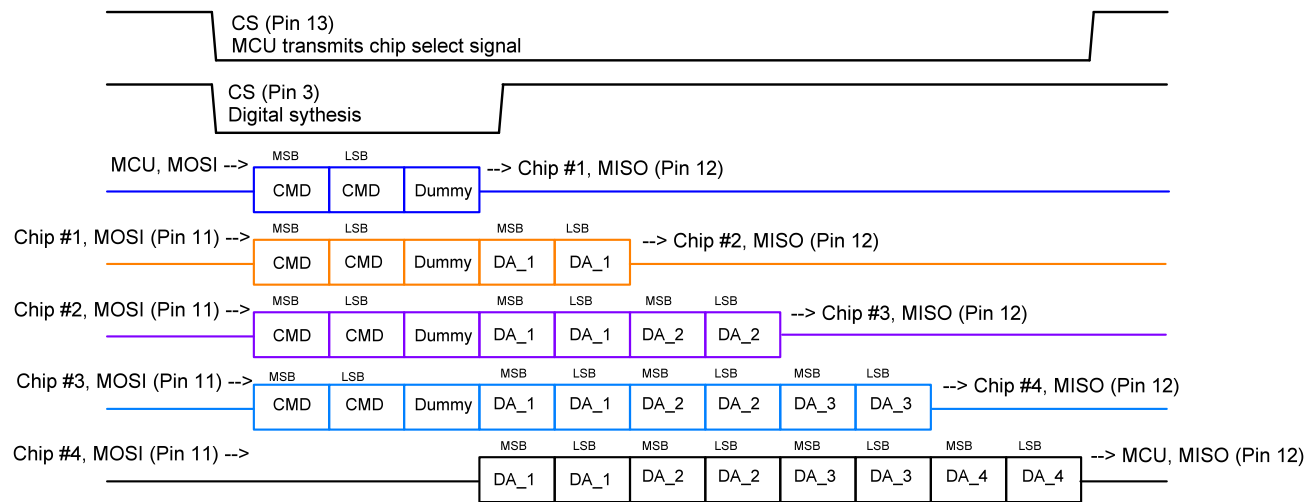 CS (Pin 13)
MCU transmits chip select signal
CS (Pin 3)
Digital sythesis
MSB LSB
MCU, MOSI --> CMD CMD Dummy --> Chip #1, MISO (Pin 12)
MSB LSB MSB LSB
Chip #1, MOSI (Pin 11) --> CMD CMD Dummy DA_1 DA_1 --> Chip #2, MISO (Pin 12)
MSB LSB MSB LSB MSB LSB
Chip #2, MOSI (Pin 11) --> CMD CMD Dummy DA_1 DA_1 DA_2 DA_2 --> Chip #3, MISO (Pin 12)
MSB LSB MSB LSB MSB LSB MSB LSB
Chip #3, MOSI (Pin 11) --> CMD CMD Dummy DA_1 DA_1 DA_2 DA_2 DA_3 DA_3 --> Chip #4, MISO (Pin 12)
MSB LSB MSB LSB MSB LSB MSB LSB
Chip #4, MOSI (Pin 11) --> DA_1 DA_1 DA_2 DA_2 DA_3 DA_3 DA_4 DA_4 --> MCU, MISO (Pin 12)